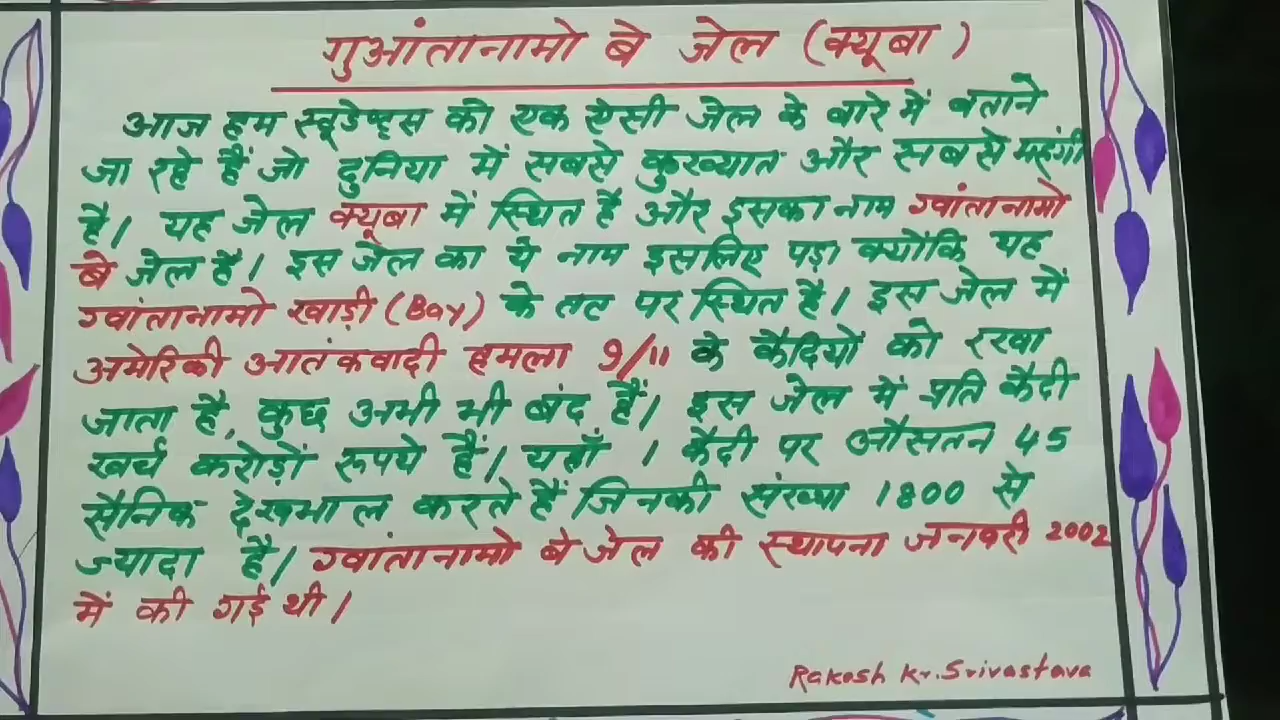 गुआंतानामो बे जेल (क्यूबा)
आज हम स्टूडेण्ट्स को एक ऐसी जेल के बारे में बताने
जा रहे हैं जो दुनिया में सबसे कुख्यात और सबसे महंगी
है। यह जेल क्यूबा में स्थित है और इसका नाम ग्वांतानामो
बे जेल है। इस जेल का ये नाम इसलिए पड़ा क्योंकि यह
ग्वांतानामो खाड़ी (Bay) के तट पर स्थित है। इस जेल में
अमेरिकी आतंकवादी हमला 9/11 के कैदियों को रखा
जाता है, कुछ अभी भी बंद हैं। इस जेल में प्रति कैदी
खर्च करोड़ों रूपये हैं। यहाँ 1 कैदी पर औसतन 45
सैनिक देखभाल करते हैं जिनकी संख्या 1800 से
ज्यादा है। ग्वांतानामो बे जेल की स्थापना जनवरी 2002
में की गई थी।
Rakesh Kr. Srivastava